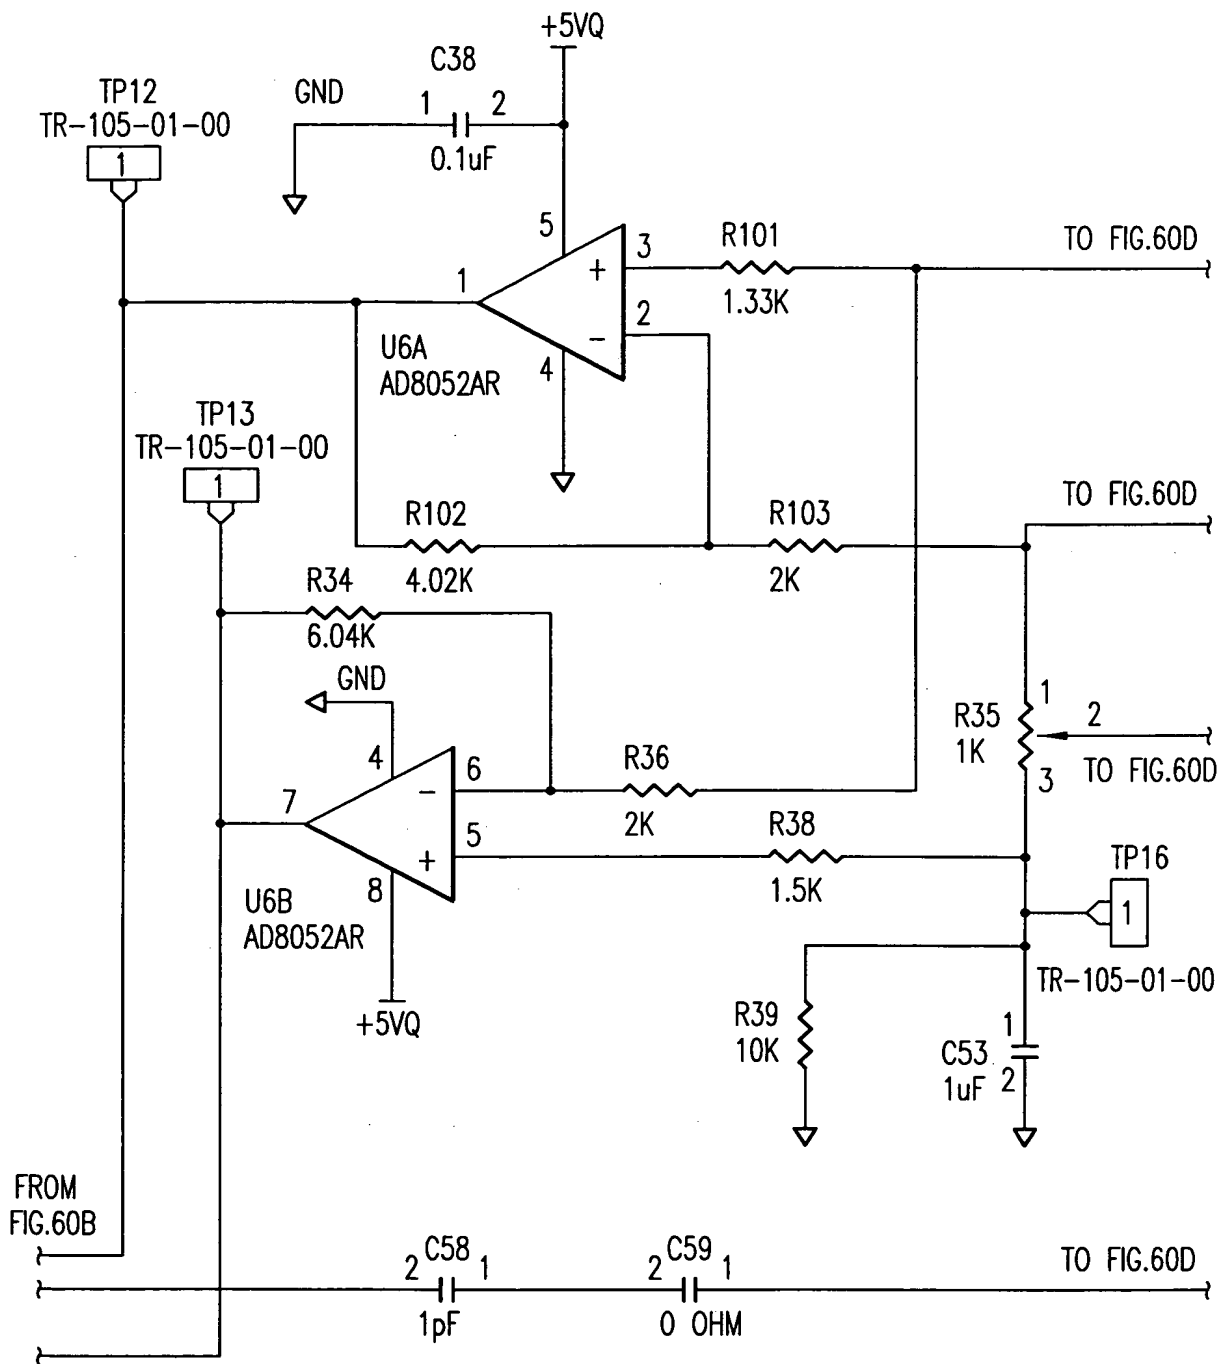 +5VQ
C38
GND
1
2
0.1uF
TP12
TR-105-01-00
1
5
3
R101
TO FIG.60D
+
1
1.33K
2
U6A
AD8052AR
-
4
TP13
TR-105-01-00
1
TO FIG.60D
R102
R103
4.02K
2K
R34
6.04K
GND
1
R35
1K
2
TO FIG.60D
3
4
6
R36
-
7
2K
5
R38
+
1.5K
8
U6B
AD8052AR
TP16
1
TR-105-01-00
+5VQ
R39
10K
1
C53
1uF
2
FROM
FIG.60B
2
C58
1
2
C59
1
TO FIG.60D
1pF
0 OHM